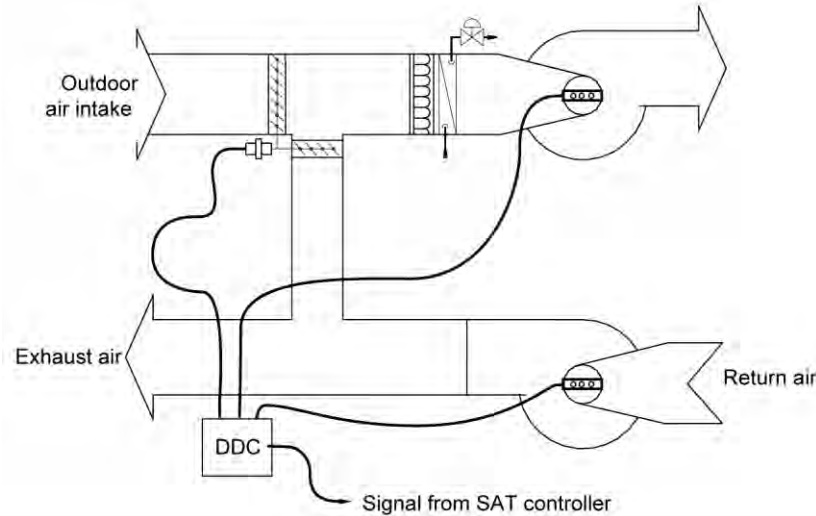 Outdoor
air intake
Exhaust air
Return air
DDC
Signal from SAT controller